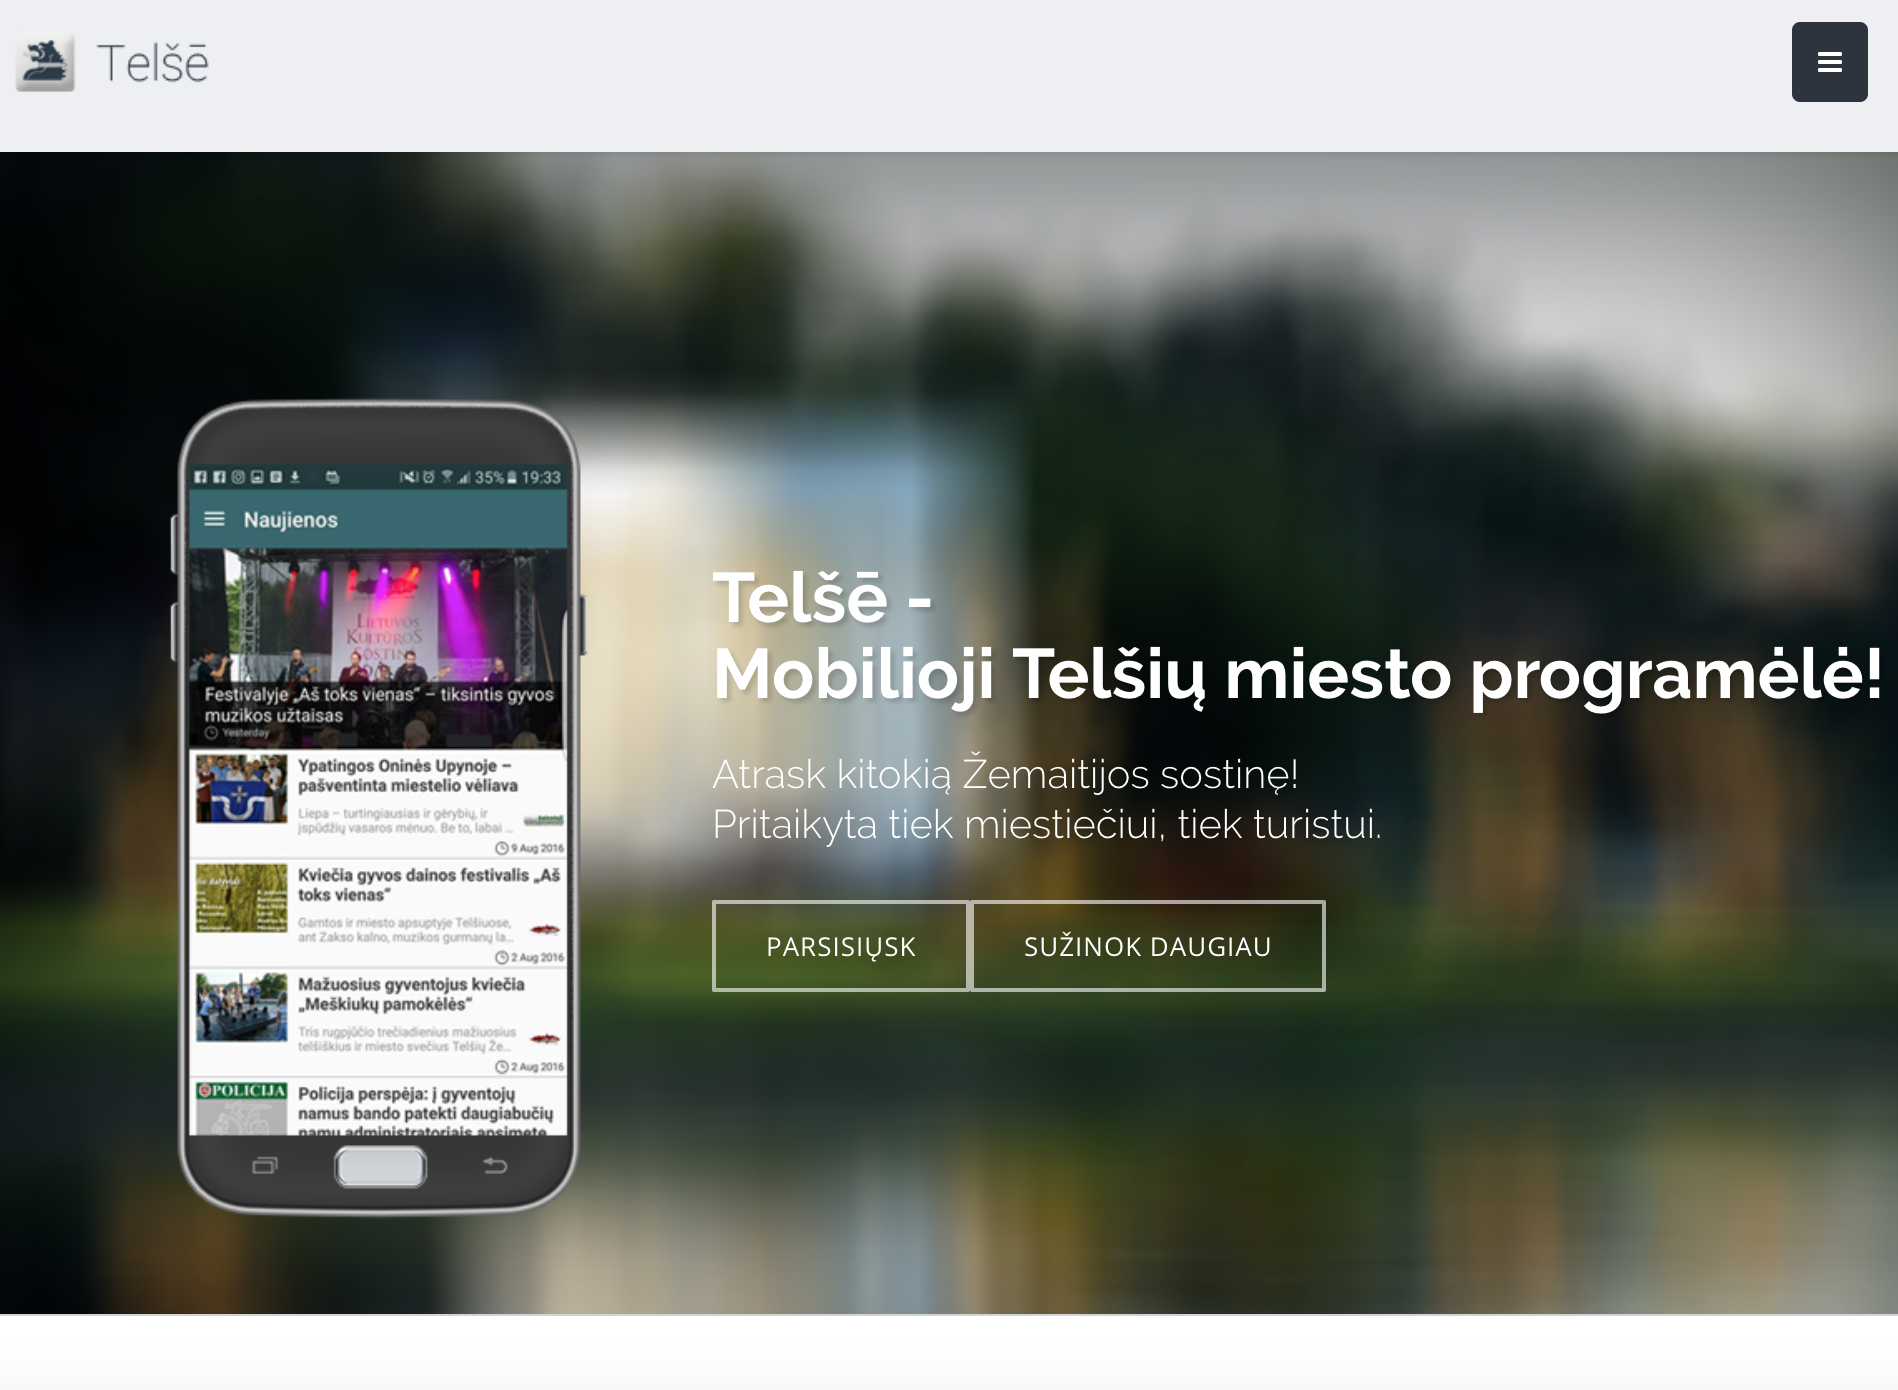 Telšē
35% 19:33
Naujienos
LIETUVOS
KULTŪROS
SOSTINĖ
Festivalyje „Aš toks vienas“ – tiksintis gyvos
muzikos užtaisas
Yesterday
Ypatingos Oninės Upynoje –
pašventinta miestelio vėliava
Liepa – turtingiausias ir gėrybių, ir
įspūdžių vasaros mėnuo. Be to, labai ...
9 Aug 2016
Kviečia gyvos dainos festivalis „Aš
toks vienas“
Gamtos ir miesto apsuptyje Telšiuose,
ant Zakso kalno, muzikos gurmanų la...
2 Aug 2016
Mažuosius gyventojus kviečia
„Meškiukų pamokėlės“
Tris rugpjūčio trečiadienius mažiuosius
telšiškius ir miesto svečius Telšių Že...
2 Aug 2016
POLICIJA
Policija perspėja: į gyventojų
namus bando patekti daugiabučių
namų administratoriais apsimetę
Telšē -
Mobilioji Telšių miesto programėlė!
Atrask kitokią Žemaitijos sostinę!
Pritaikyta tiek miestiečiui, tiek turistui.
PARSISIŲSK
SUŽINOK DAUGIAU